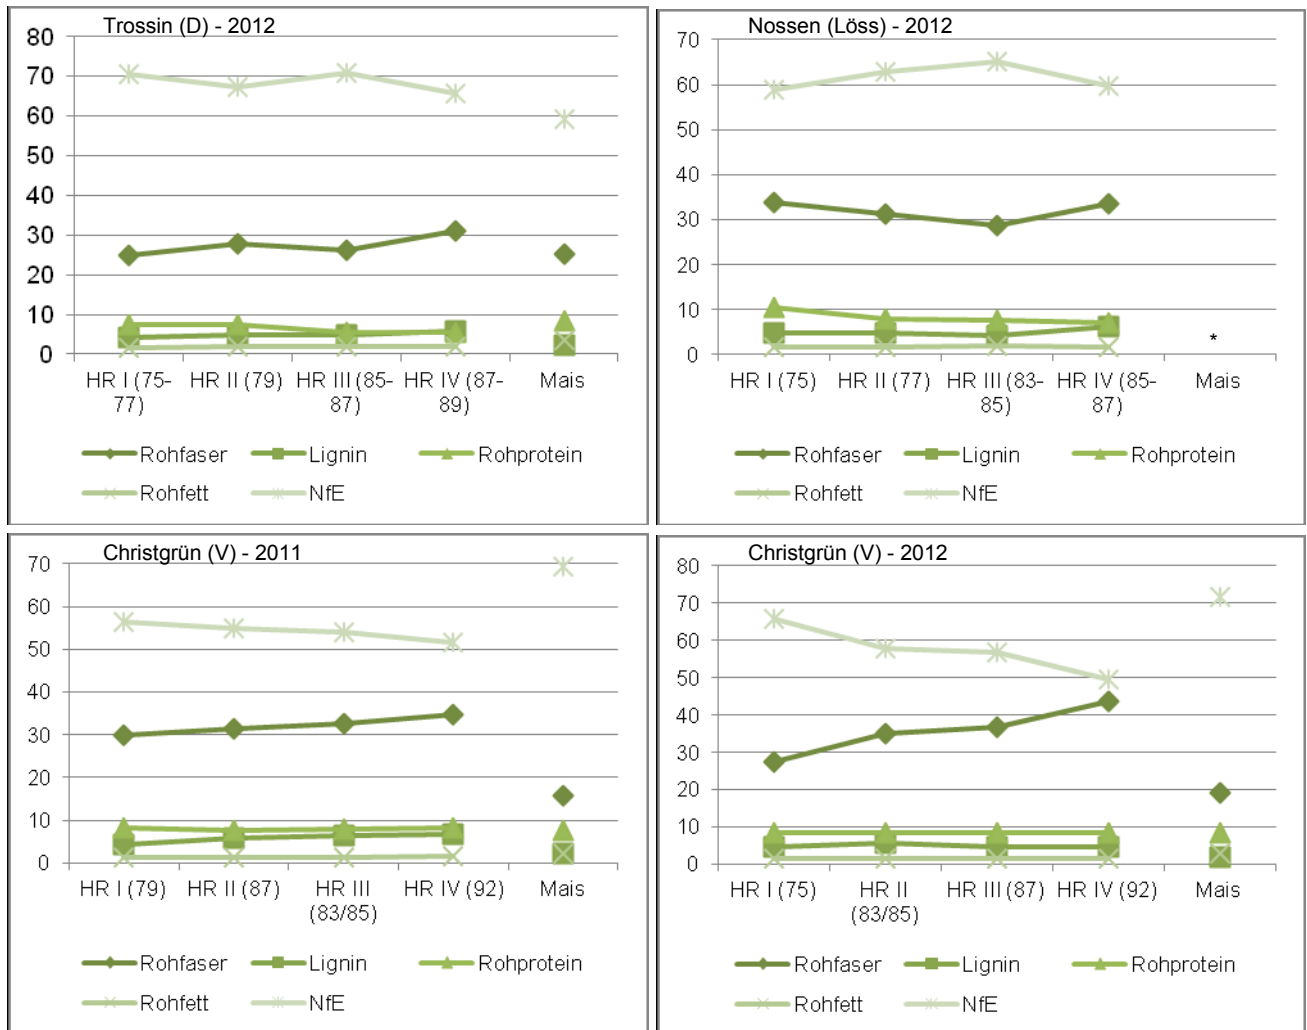 Trossin (D) - 2012
80
70
60
50
40
30
20
10
0
HR I (75-
77)
HR II (79)
HR III (85-
87)
HR IV (87-
89)
Mais
Rohfaser
Lignin
Rohprotein
Rohfett
NfE
Nossen (Löss) - 2012
70
60
50
40
30
20
10
0
*
HR I (75)
HR II (77)
HR III (83-
85)
HR IV (85-
87)
Mais
Rohfaser
Lignin
Rohprotein
Rohfett
NfE
Christgrün (V) - 2011
70
60
50
40
30
20
10
0
HR I (79)
HR II (87)
HR III
(83/85)
HR IV (92)
Mais
Rohfaser
Lignin
Rohprotein
Rohfett
NfE
Christgrün (V) - 2012
80
70
60
50
40
30
20
10
0
HR I (75)
HR II
(83/85)
HR III (87)
HR IV (92)
Mais
Rohfaser
Lignin
Rohprotein
Rohfett
NfE